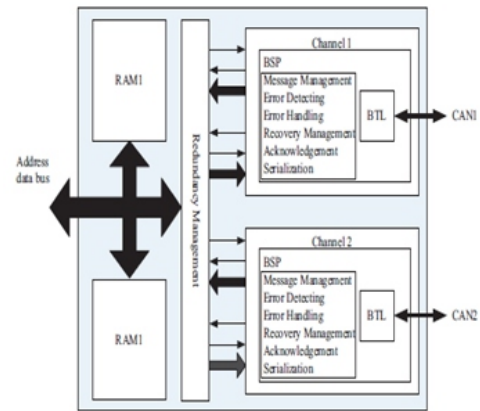 RAM1
Address
data bus
RAM1
Redundancy Management
Channel 1
BSP
Message Management
Error Detecting
Error Handling
Recovery Management
Acknowledgement
Serialization
BTL
CAN1
Channel 2
BSP
Message Management
Error Detecting
Error Handling
Recovery Management
Acknowledgement
Serialization
BTL
CAN2